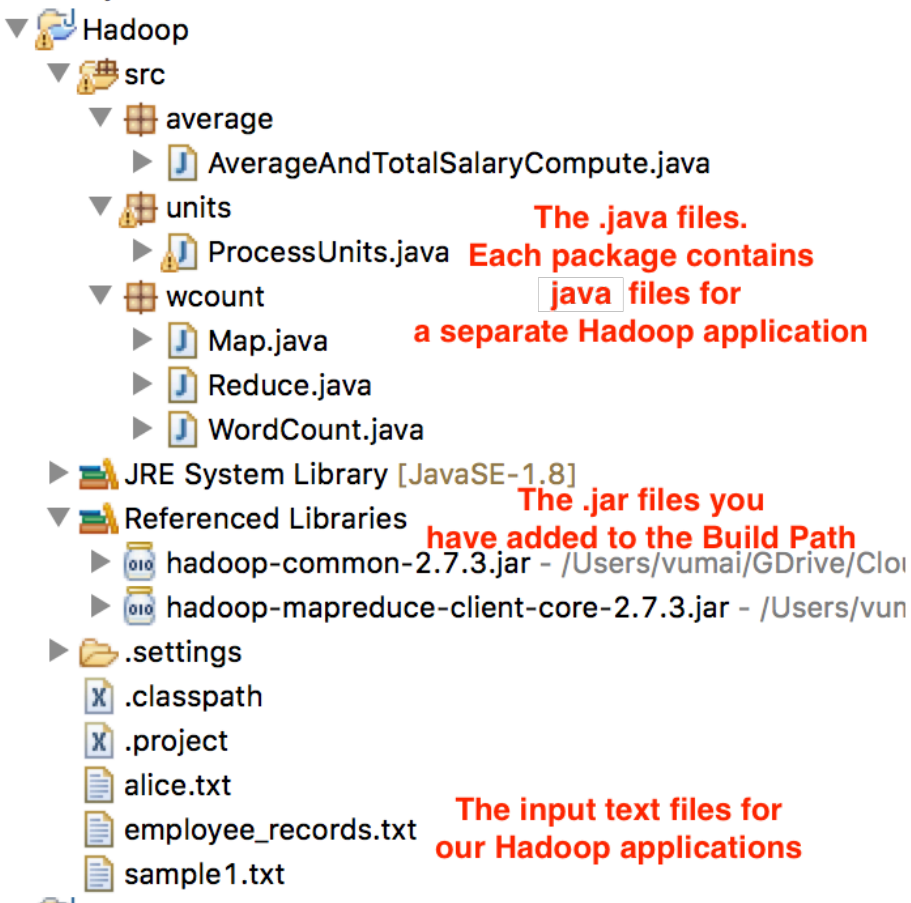 Hadoop
src
average
AverageAndTotalSalaryCompute.java
units
The .java files.
ProcessUnits.java
Each package contains
java files for
wcount
a separate Hadoop application
Map.java
Reduce.java
WordCount.java
JRE System Library [JavaSE-1.8]
The .jar files you
Referenced Libraries
have added to the Build Path
hadoop-common-2.7.3.jar - /Users/vumai/GDrive/Clou
hadoop-mapreduce-client-core-2.7.3.jar - /Users/vum
.settings
.classpath
.project
alice.txt
The input text files for
employee_records.txt
our Hadoop applications
sample1.txt